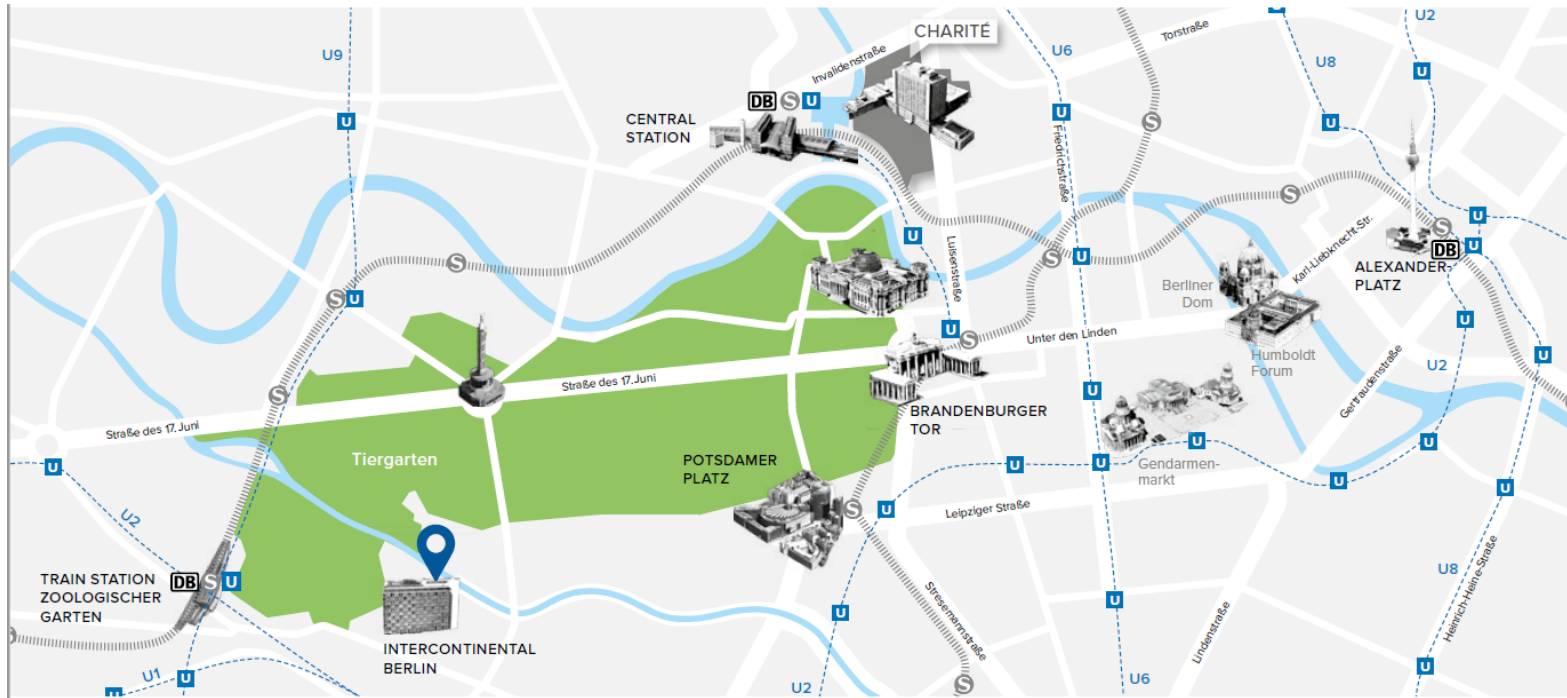 CHARITÉ
U9
U6
U8
U2
Invalidenstraße
Torstraße
DB S U
CENTRAL
STATION
Friedrichstraße
Luisenstraße
Karl-Liebknecht-Str.
DB
ALEXANDER-
PLATZ
Berliner
Dom
Unter den Linden
Humboldt
Forum
Straße des 17. Juni
Straße des 17. Juni
BRANDENBURGER
TOR
Gertraudenstraße
U2
Tiergarten
POTSDAMER
PLATZ
Gendarmen-
markt
Leipziger Straße
U2
TRAIN STATION
ZOOLOGISCHER
GARTEN
DB S U
INTERCONTINENTAL
BERLIN
Stresemannstraße
Lindenstraße
Heinrich-Heine-Straße
U8
U1
U2
U6